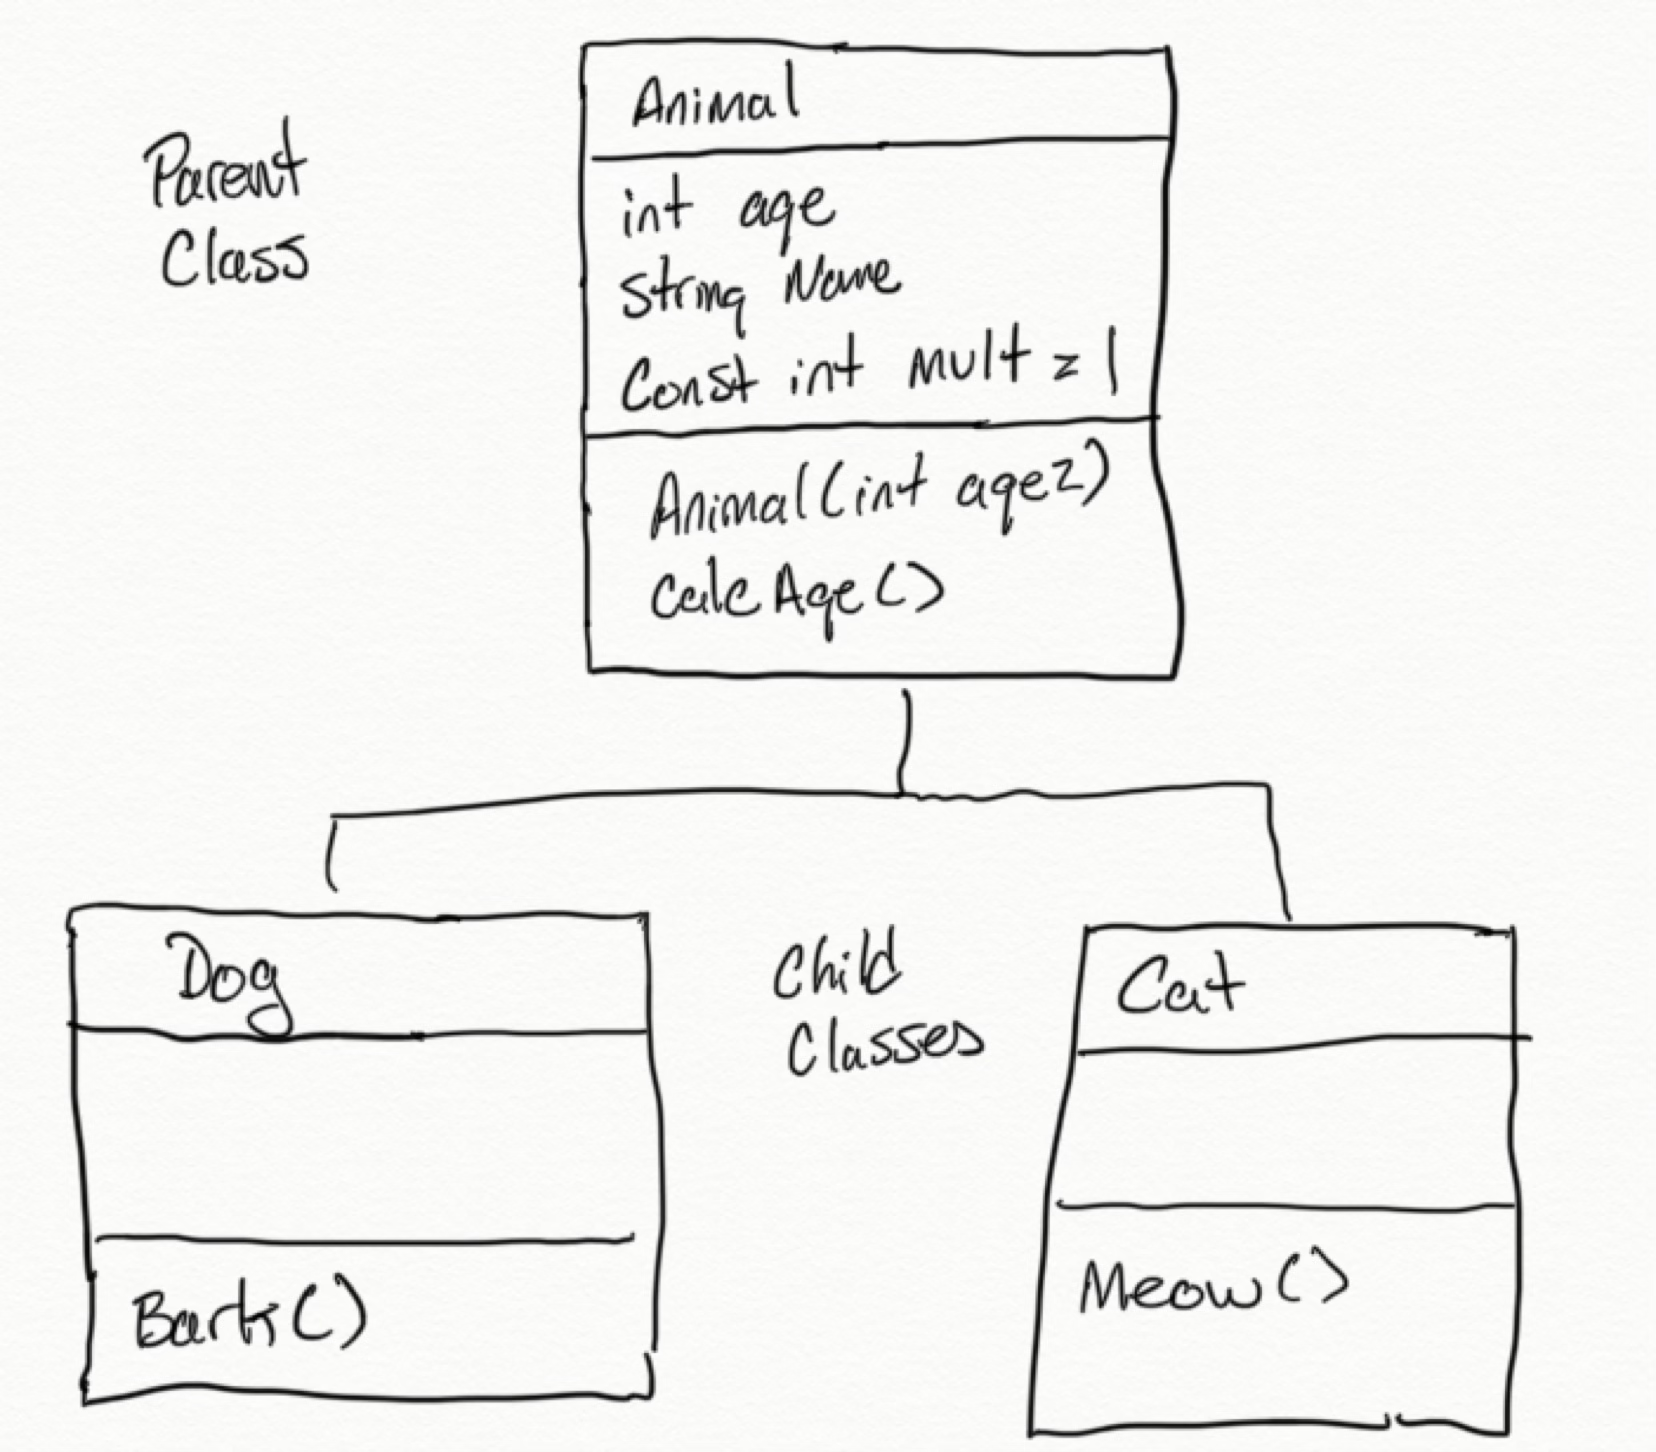 Parent
Class
Animal
int age
String Name
Const int mult = 1
Animal(int age2)
CalcAge()
Dog
Bark()
Child
Classes
Cat
Meow()